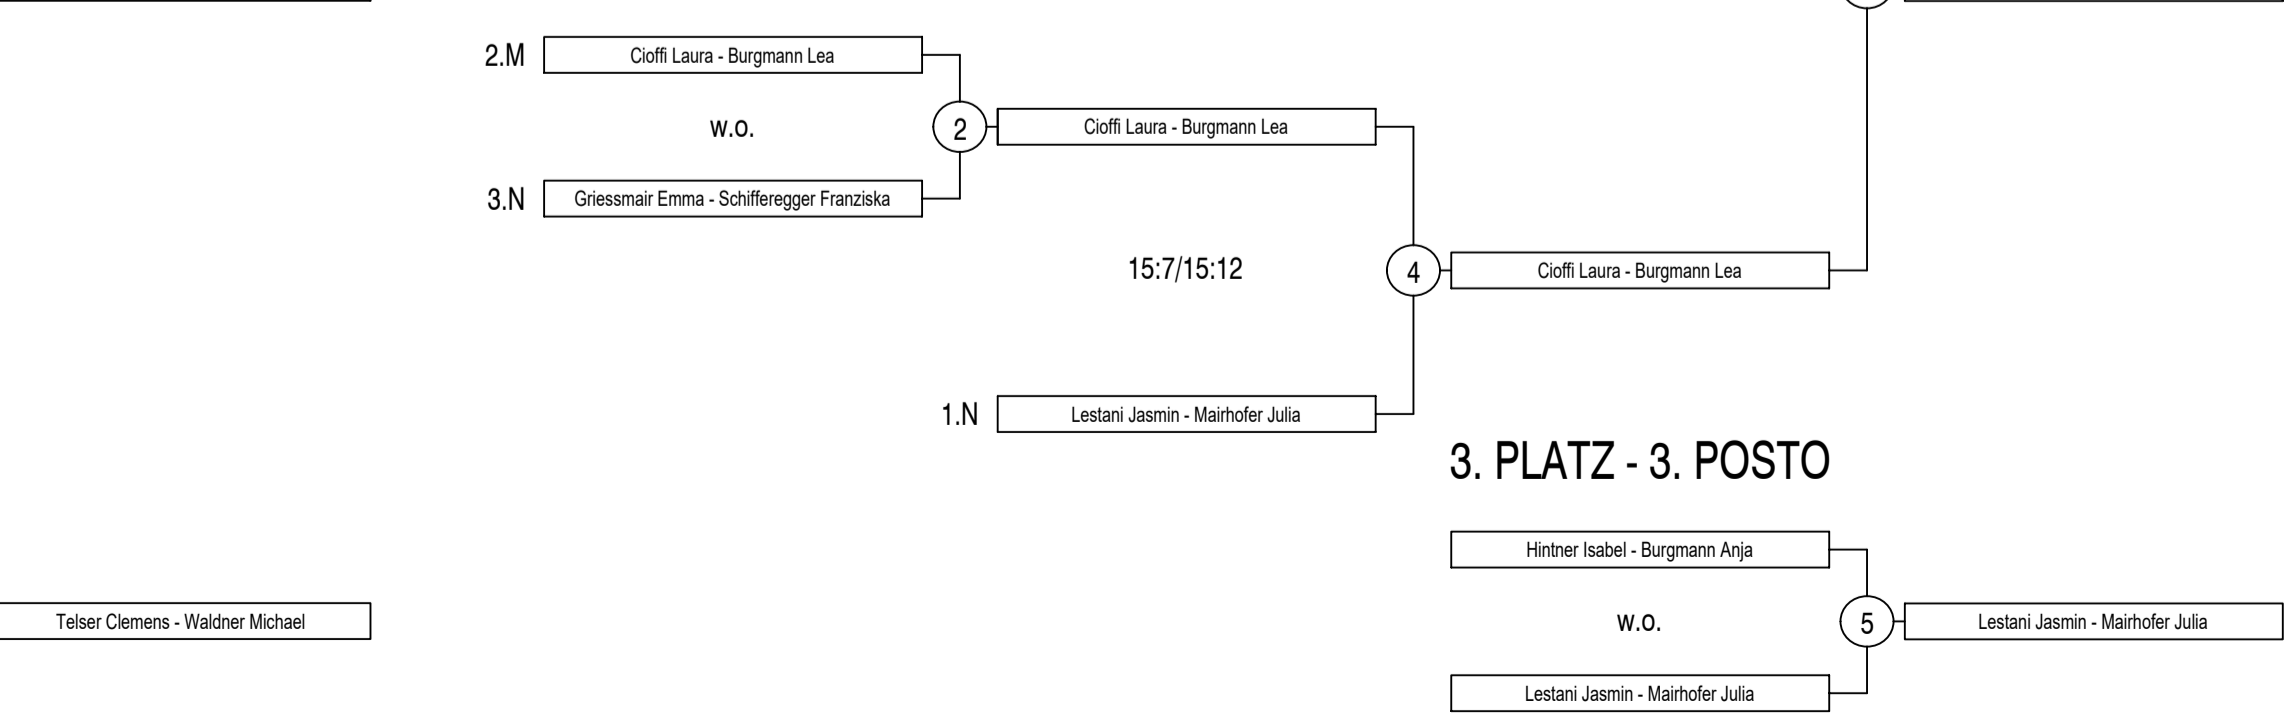 2.M
Cioffi Laura - Burgmann Lea
w.o.
2
Cioffi Laura - Burgmann Lea
3.N
Griessmair Emma - Schifferegger Franziska
15:7/15:12
4
Cioffi Laura - Burgmann Lea
1.N
Lestani Jasmin - Mairhofer Julia
3. PLATZ - 3. POSTO
Hintner Isabel - Burgmann Anja
Telser Clemens - Waldner Michael
w.o.
5
Lestani Jasmin - Mairhofer Julia
Lestani Jasmin - Mairhofer Julia